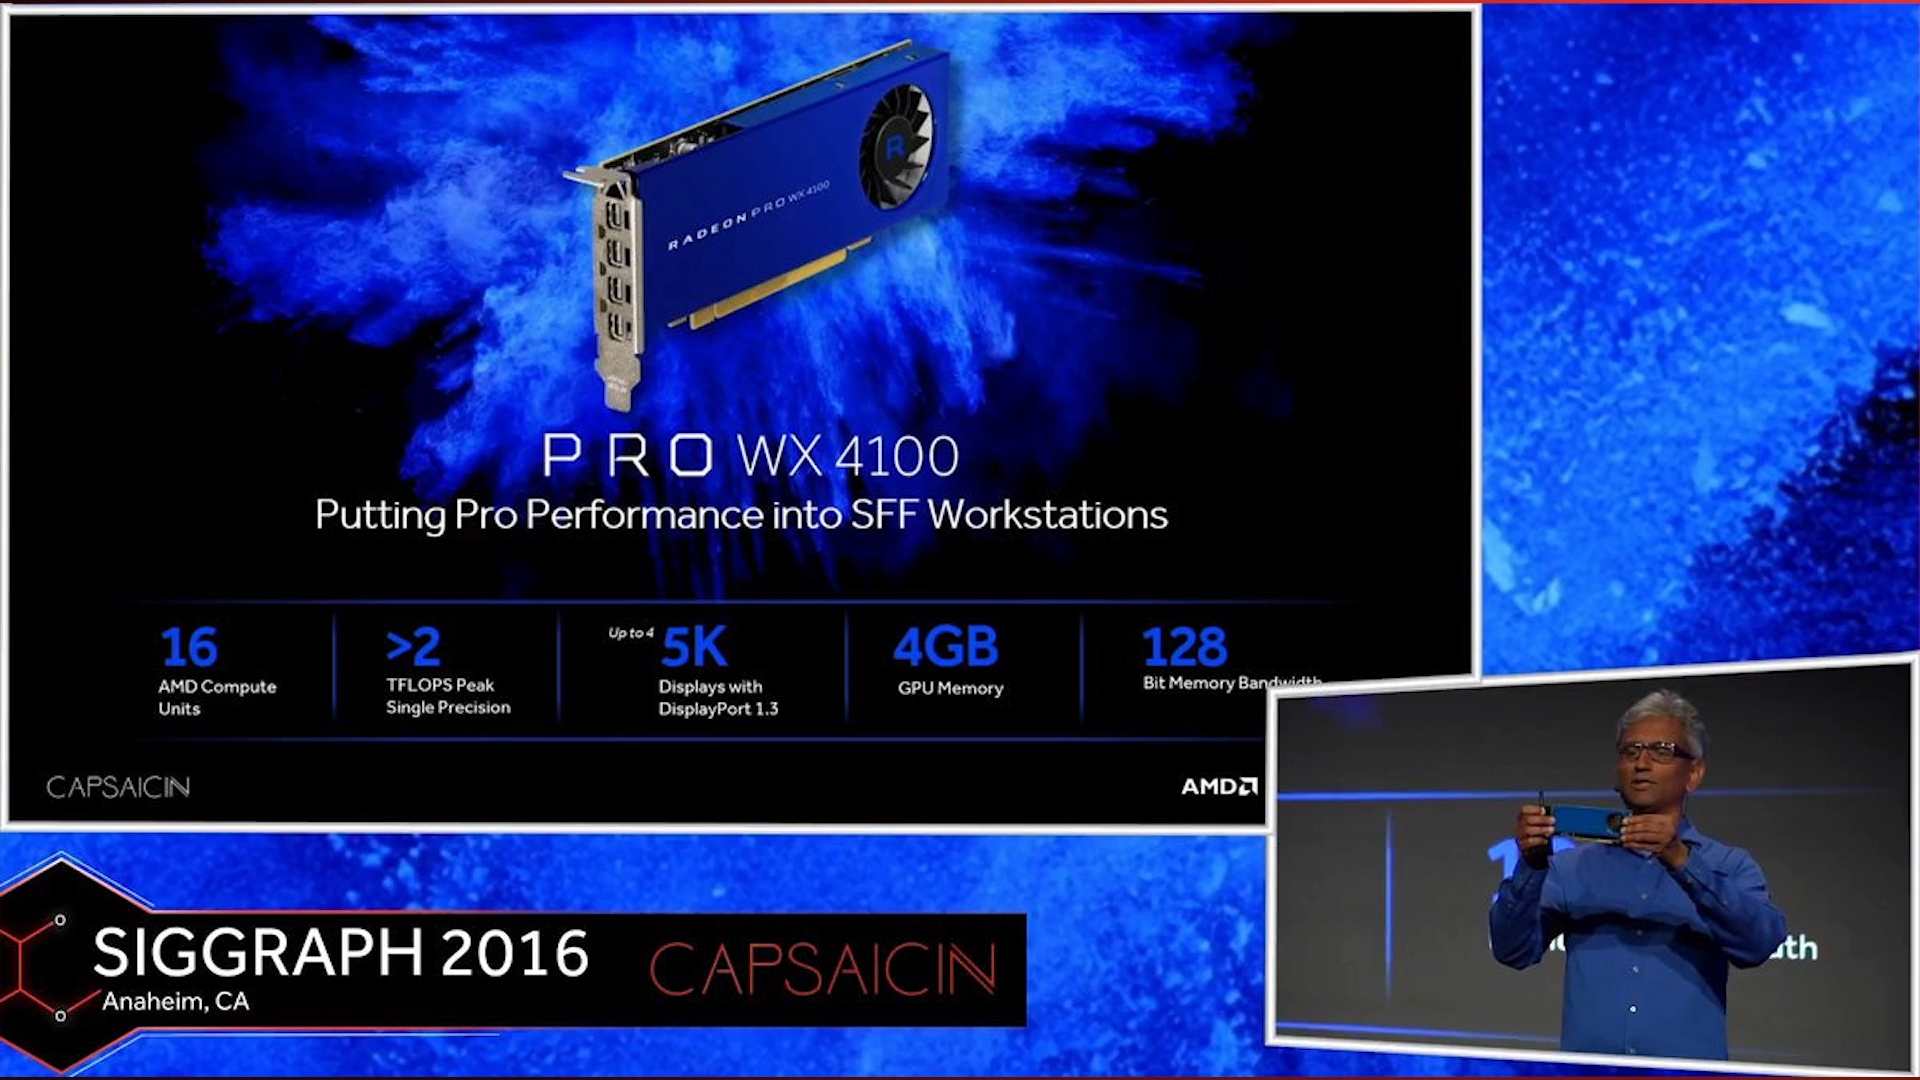 RADEON PRO WX 4100
R
PRO WX 4100
Putting Pro Performance into SFF Workstations
16
AMD Compute
Units
>2
TFLOPS Peak
Single Precision
Up to 4 5K
Displays with
DisplayPort 1.3
4GB
GPU Memory
128
Bit Memory Bandwidth
CAPSAICIN
AMD
SIGGRAPH 2016
Anaheim, CA
CAPSAICIN
O
O